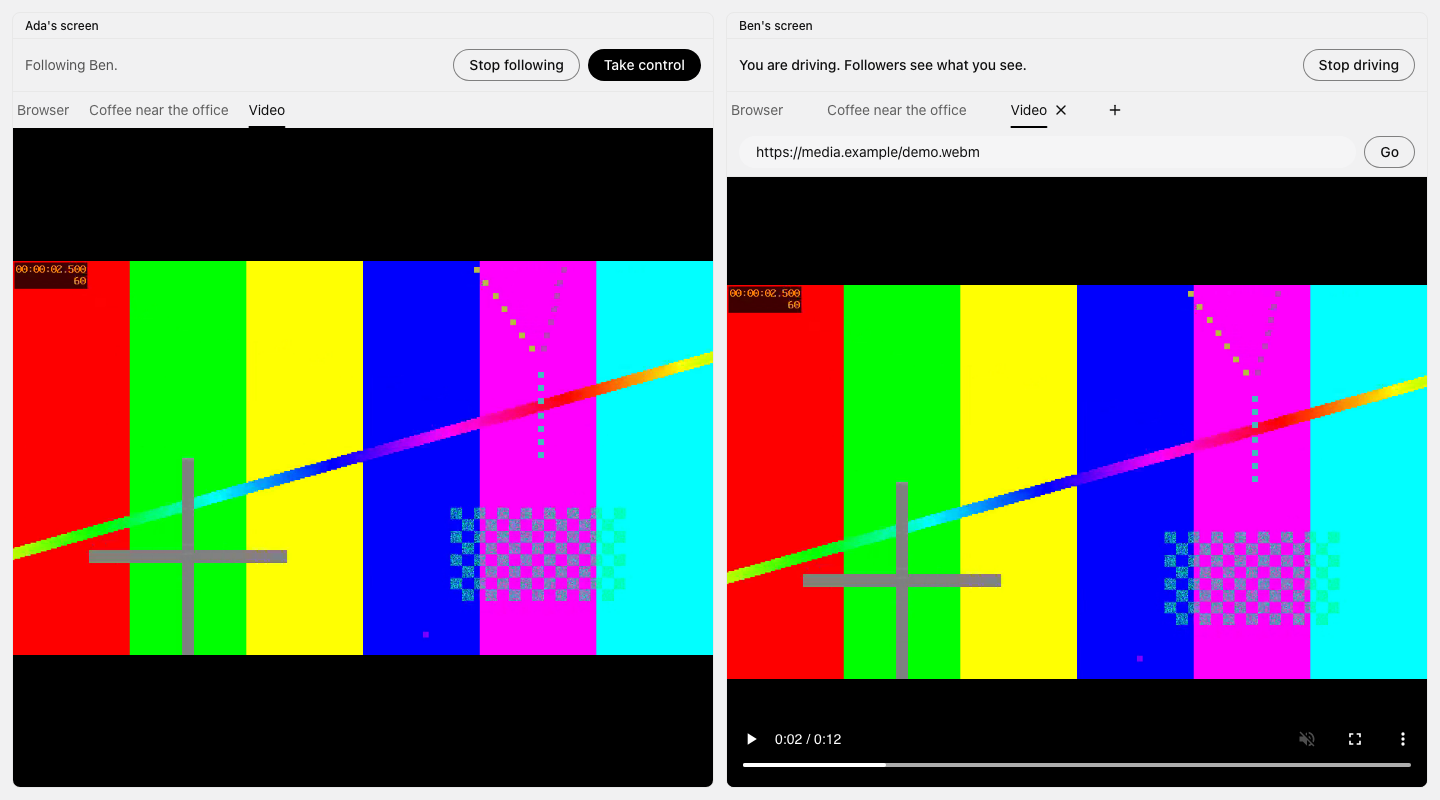 Ada's screen
Following Ben.
Stop following
Take control
Browser
Coffee near the office
Video
00:00:02.500
60
Ben's screen
You are driving. Followers see what you see.
Stop driving
Browser
Coffee near the office
Video
https://media.example/demo.webm
Go
00:00:02.500
60
0:02 / 0:12